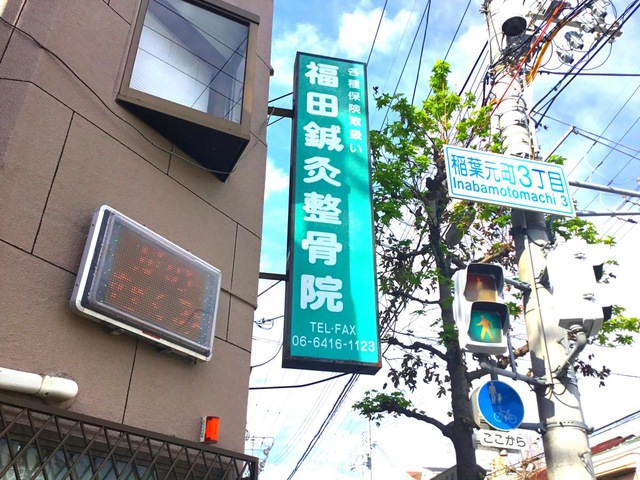 各種保険取扱い
福田鍼灸整骨院
TEL・FAX
06-6416-1123
稲葉元町3丁目
Inabamotomachi 3
ここから